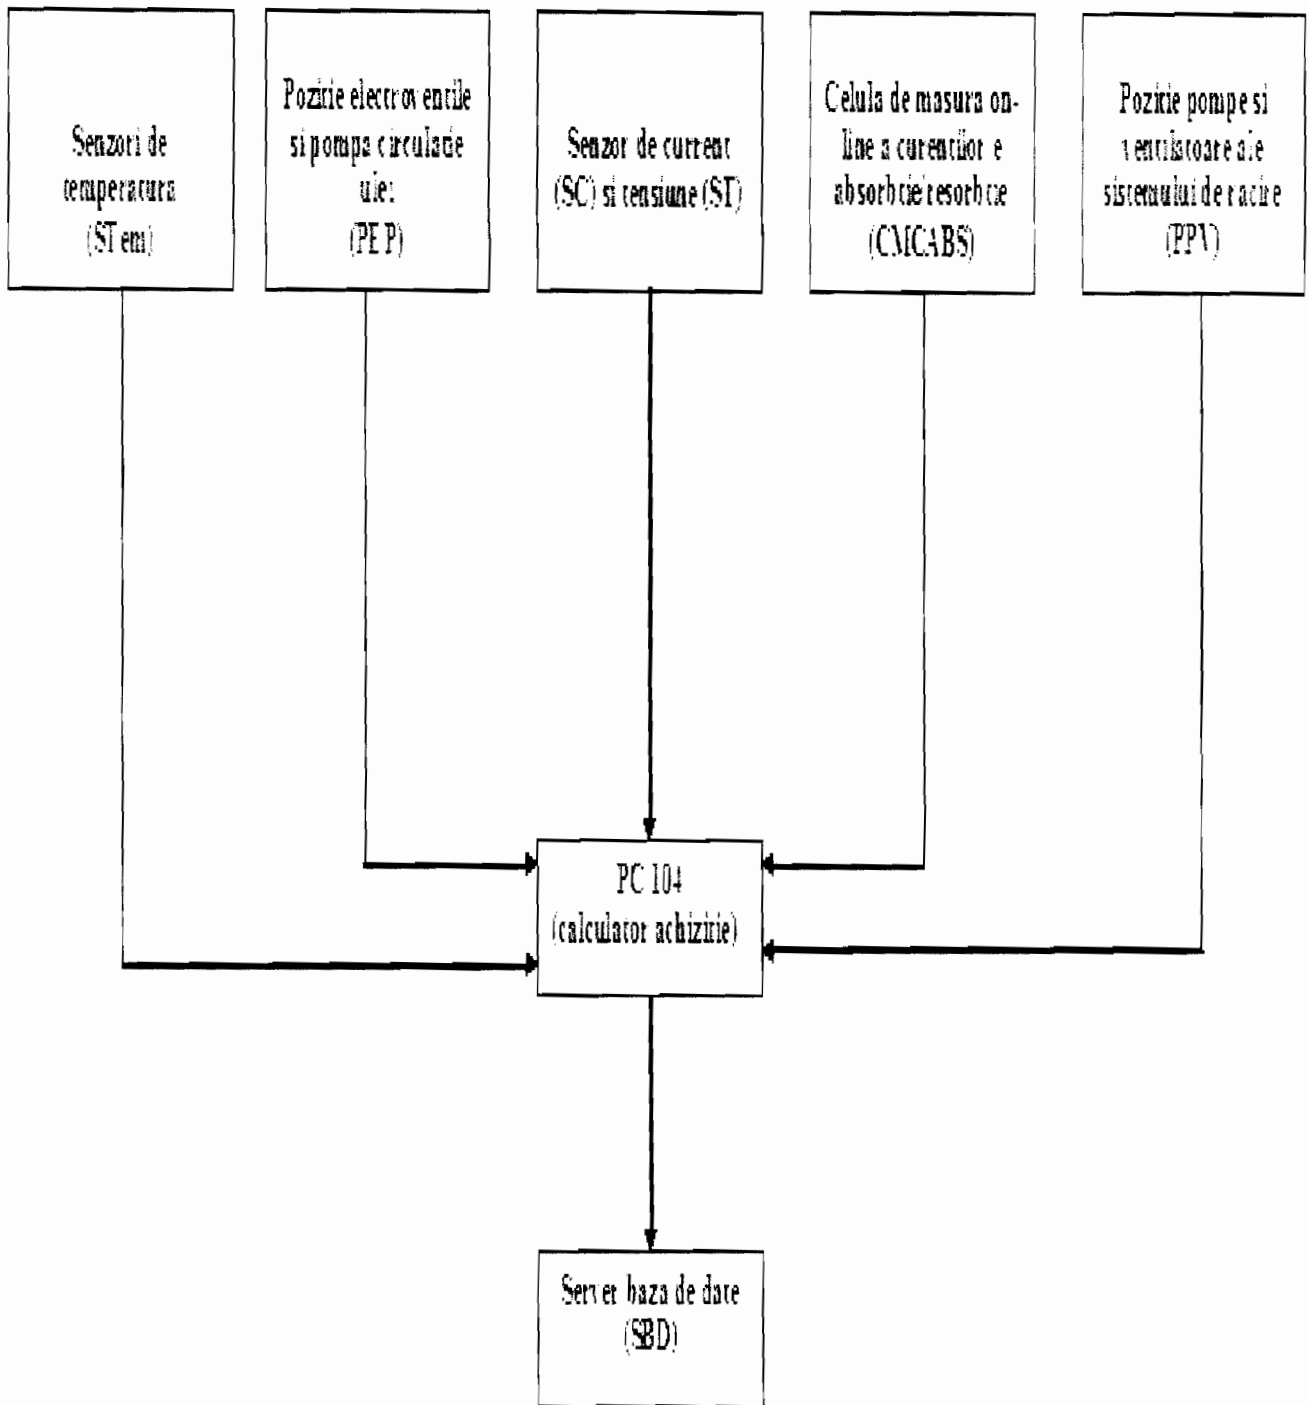 Senzori de
temperatura
(STem)
Pozitie electroventile
si pompa circulatie
ulei
(PEP)
Senzor de current
(SC) si tensiune (ST)
Celula de masura on-
line a curentilor e
absorbtie/resorbtie
(CMCABS)
Pozitie pompe si
ventilatoare ale
sistemului de racire
(PPV)
PC 104
(calculator achizitie)
Server baza de date
(SBD)